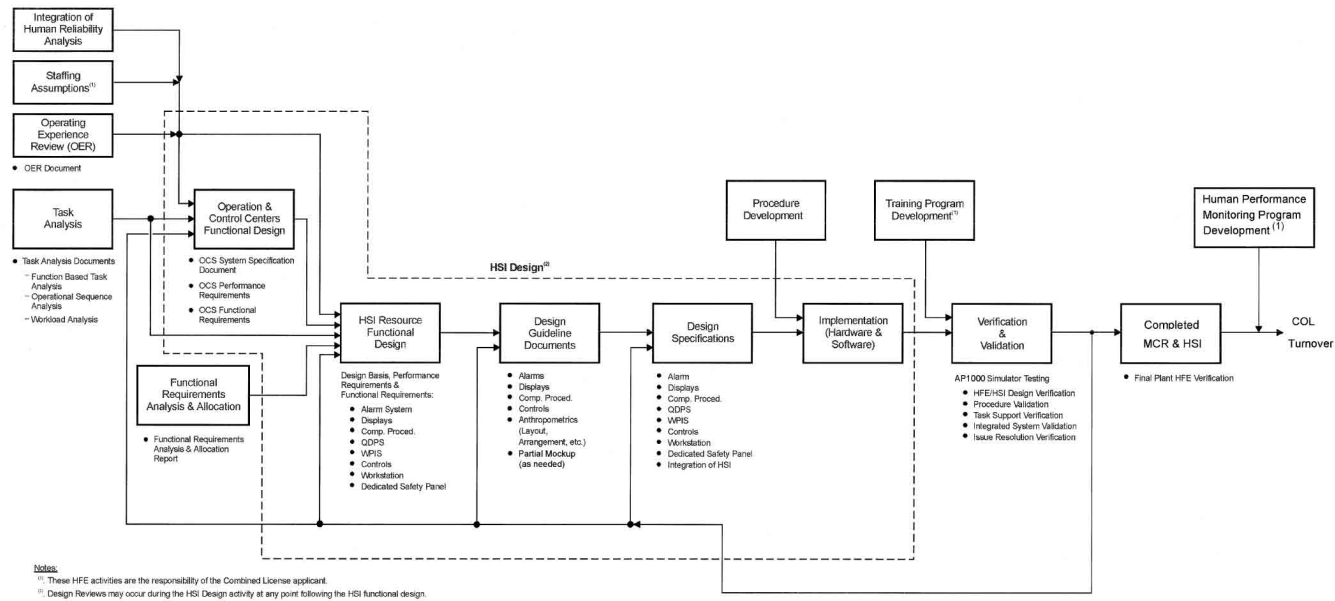 Integration of
Human Reliability
Analysis
Staffing
Assumptions(1)
Operating
Experience
Review (OER)
• OER Document
Task
Analysis
• Task Analysis Documents
– Function Based Task
Analysis
– Operational Sequence
Analysis
– Workload Analysis
Operation &
Control Centers
Functional Design
• OCS System Specification
Document
• OCS Performance
Requirements
• OCS Functional
Requirements
Functional
Requirements
Analysis & Allocation
• Functional Requirements
Analysis & Allocation
Report
HSI Design(2)
HSI Resource
Functional
Design
Design Basis, Performance
Requirements &
Functional Requirements:
• Alarm System
• Displays
• Comp. Proced.
• QDPS
• WPIS
• Controls
• Workstation
• Dedicated Safety Panel
Design
Guideline
Documents
• Alarms
• Displays
• Comp. Proced.
• Controls
• Anthropometrics
(Layout,
Arrangement, etc.)
• Partial Mockup
(as needed)
Design
Specifications
• Alarm
• Displays
• Comp. Proced.
• QDPS
• WPIS
• Controls
• Workstation
• Dedicated Safety Panel
• Integration of HSI
Procedure
Development
Implementation
(Hardware &
Software)
Training Program
Development(1)
Verification
&
Validation
AP1000 Simulator Testing
• HFE/HSI Design Verification
• Procedure Validation
• Task Support Verification
• Integrated System Validation
• Issue Resolution Verification
Completed
MCR & HSI
• Final Plant HFE Verification
Human Performance
Monitoring Program
Development (1)
COL
Turnover
Notes:
(1). These HFE activities are the responsibility of the Combined License applicant.
(2). Design Reviews may occur during the HSI Design activity at any point following the HSI functional design.